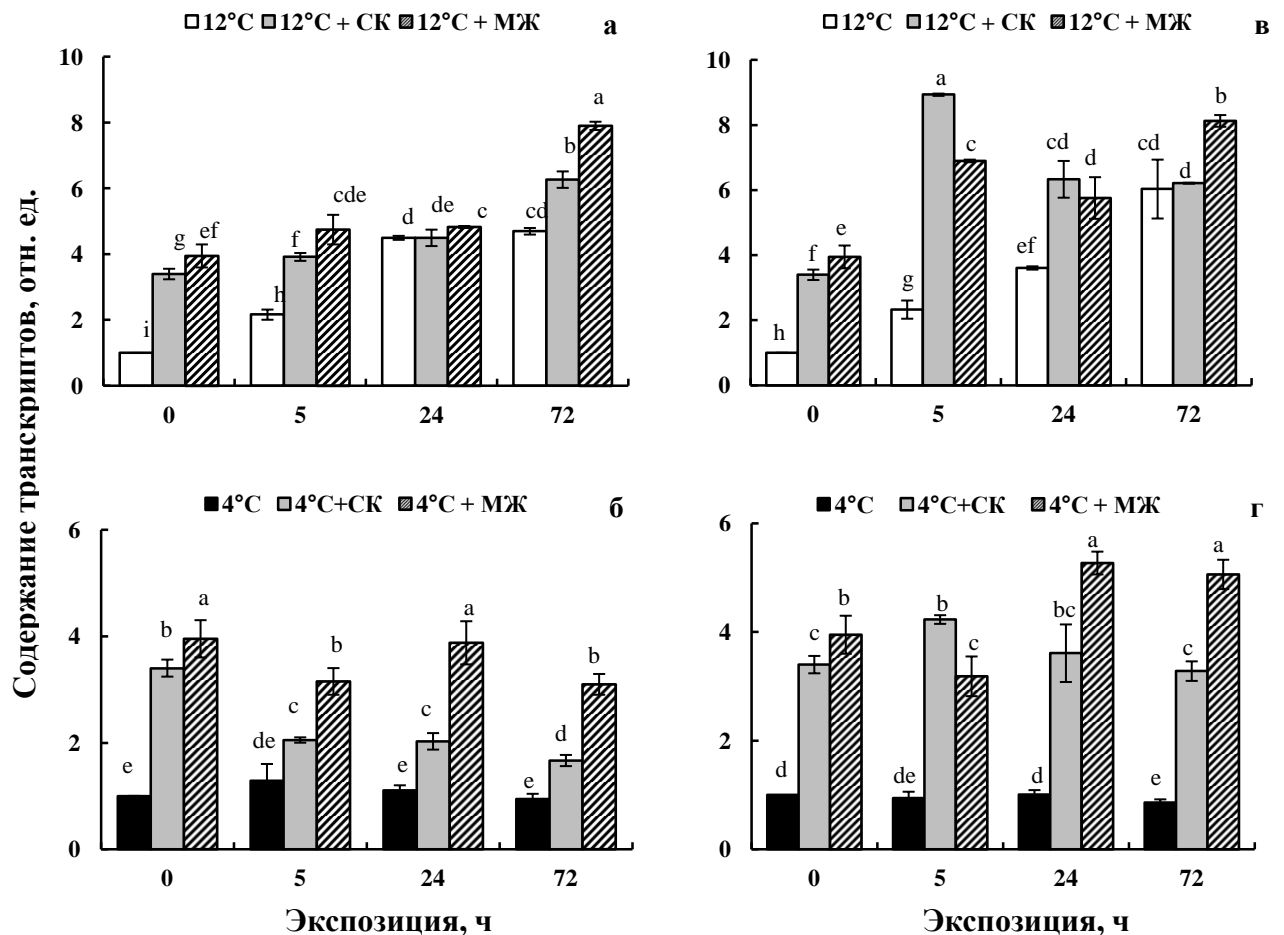 Содержание транскриптов, отн. ед.
12°С 12°С + СК 12°С + МЖ а
10
8
6
4
2
0
i g ef
h f cde
d de c
cd b a
0 5 24 72
12°С 12°С + СК 12°С + МЖ в
10
8
6
4
2
0
h f e
g a c
ef cd d
cd d b
0 5 24 72
4°С 4°С+СК 4°С + МЖ б
6
4
2
0
e b a
de c b
e c a
e d b
0 5 24 72
Экспозиция, ч
4°С 4°С+СК 4°С + МЖ г
6
4
2
0
d c b
de b c
d bc a
e c a
0 5 24 72
Экспозиция, ч